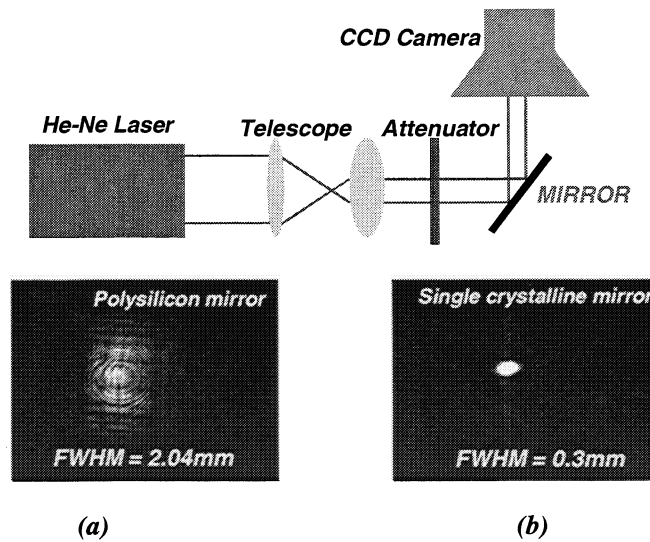 CCD Camera
He-Ne Laser
Telescope
Attenuator
MIRROR
Polysilicon mirror
FWHM = 2.04mm
Single crystalline mirror
FWHM = 0.3mm
(a)
(b)